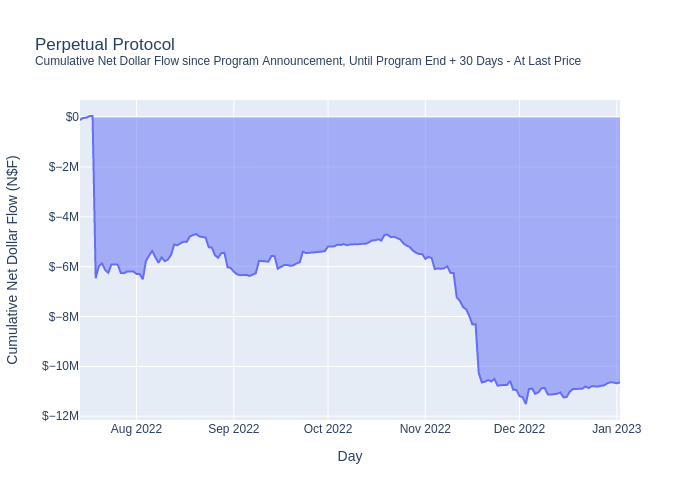 Perpetual Protocol
Cumulative Net Dollar Flow since Program Announcement, Until Program End + 30 Days - At Last Price
Cumulative Net Dollar Flow (N$F)
$0
$−2M
$−4M
$−6M
$−8M
$−10M
$−12M
Aug 2022
Sep 2022
Oct 2022
Nov 2022
Dec 2022
Jan 2023
Day